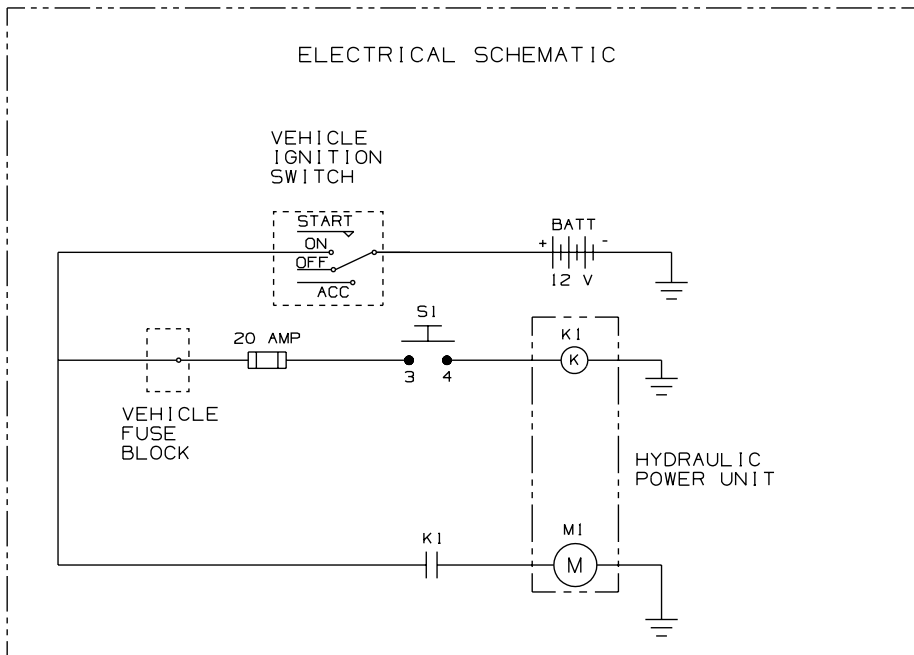 ELECTRICAL SCHEMATIC
VEHICLE
IGNITION
SWITCH
START
ON
OFF
ACC
BATT
+ -
12 V
S1
20 AMP
3 4
K1
K
VEHICLE
FUSE
BLOCK
HYDRAULIC
POWER UNIT
K1
M1
M